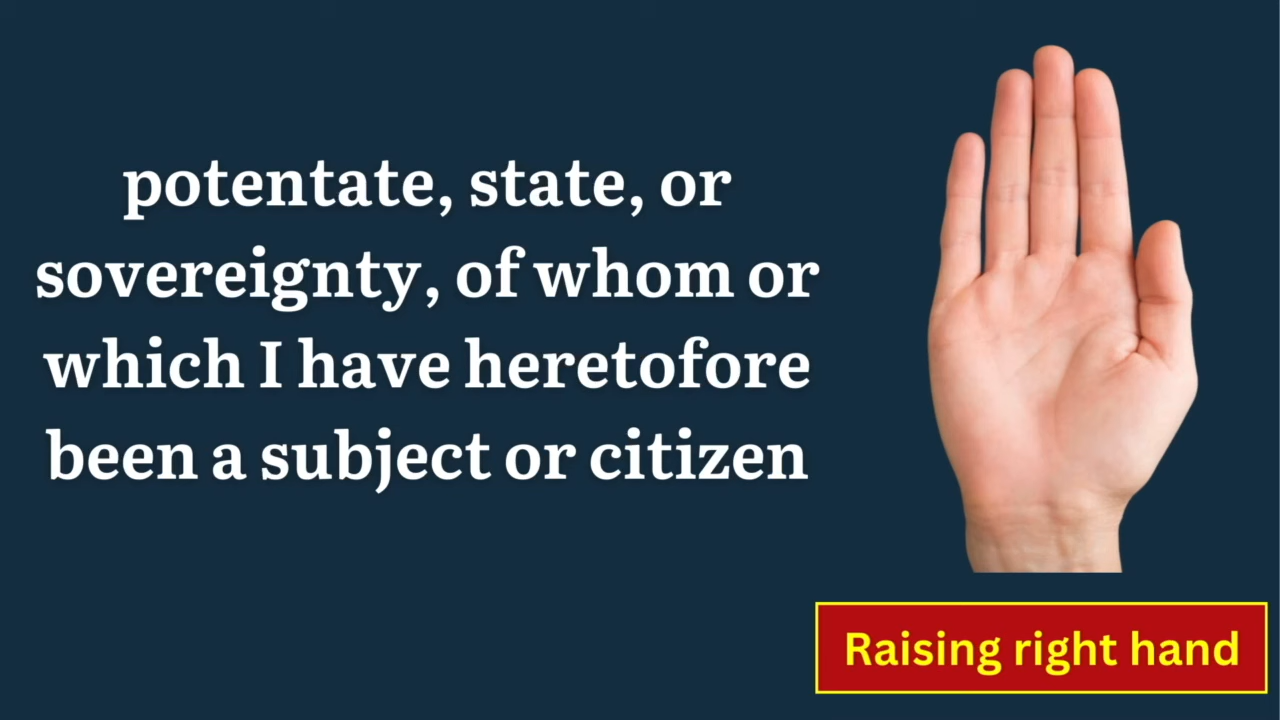 potentate, state, or
sovereignty, of whom or
which I have heretofore
been a subject or citizen
Raising right hand